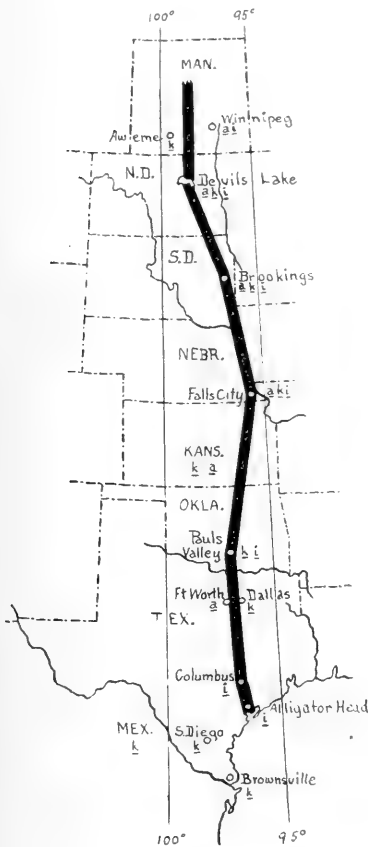 100° 95°
MAN.
Winnipeg
a i
Aweme
k
N.D.
Devils Lake
a k i
S.D.
Brookings
a k i
NEBR.
Falls City a k i
KANS.
k a
OKLA.
Pauls
Valley k i
Ft Worth Dallas
a k
TEX.
Columbus
i
Alligator Head
i
MEX.
k
S. Diego
k
Brownsville
k
100° 95°